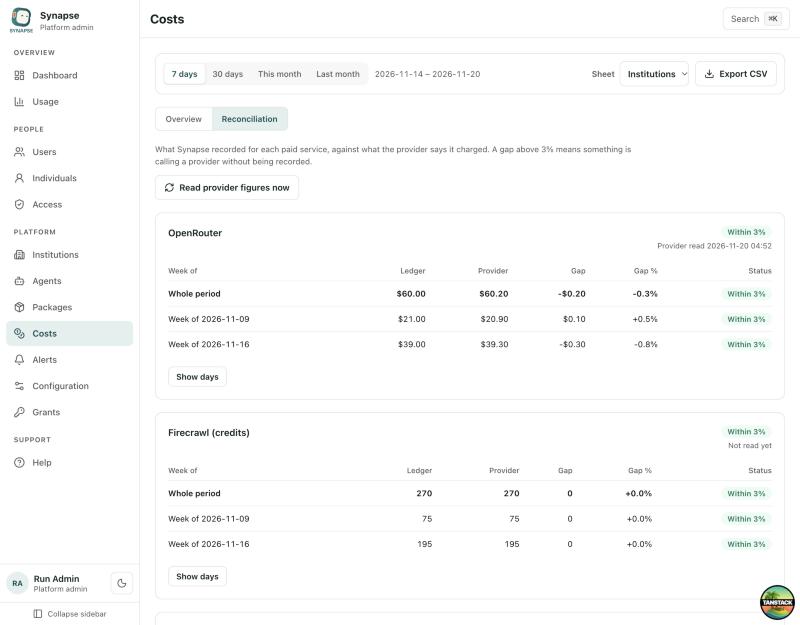 SYNAPSE
Synapse
Platform admin
OVERVIEW
Dashboard
Usage
PEOPLE
Users
Individuals
Access
PLATFORM
Institutions
Agents
Packages
Costs
Alerts
Configuration
Grants
SUPPORT
Help
RA
Run Admin
Platform admin
Collapse sidebar
Costs
Search ⌘K
7 days 30 days This month Last month 2026-11-14 – 2026-11-20 Sheet Institutions Export CSV
Overview Reconciliation
What Synapse recorded for each paid service, against what the provider says it charged. A gap above 3% means something is
calling a provider without being recorded.
Read provider figures now
OpenRouter Within 3%
Provider read 2026-11-20 04:52
Week of Ledger Provider Gap Gap % Status
Whole period $60.00 $60.20 -$0.20 -0.3% Within 3%
Week of 2026-11-09 $21.00 $20.90 $0.10 +0.5% Within 3%
Week of 2026-11-16 $39.00 $39.30 -$0.30 -0.8% Within 3%
Show days
Firecrawl (credits) Within 3%
Not read yet
Week of Ledger Provider Gap Gap % Status
Whole period 270 270 0 +0.0% Within 3%
Week of 2026-11-09 75 75 0 +0.0% Within 3%
Week of 2026-11-16 195 195 0 +0.0% Within 3%
Show days
TANSTACK